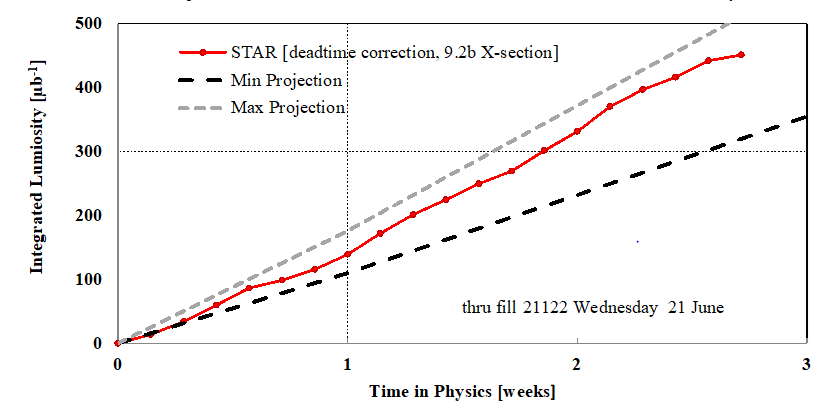 500
400
300
200
100
0
Integrated Lumiosity [μb-1]
STAR [deadtime correction, 9.2b X-section]
Min Projection
Max Projection
thru fill 21122 Wednesday 21 June
0 1 2 3
Time in Physics [weeks]